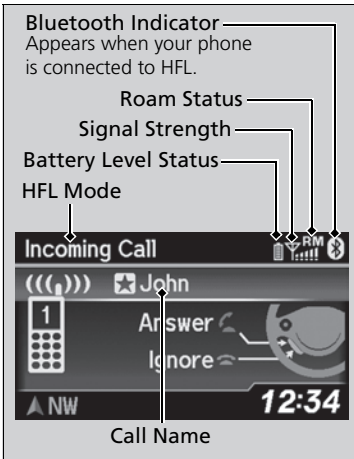 Bluetooth Indicator
Appears when your phone
is connected to HFL.
Roam Status
Signal Strength
Battery Level Status
HFL Mode
Incoming Call
RM
John
1
Answer
Ignore
NW
12:34
Call Name